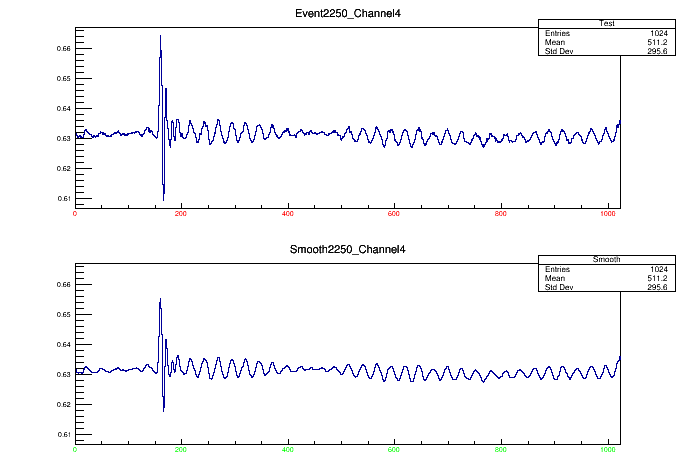 Event2250_Channel4
Test
Entries 1024
Mean 511.2
Std Dev 295.6
0.66
0.65
0.64
0.63
0.62
0.61
0 200 400 600 800 1000
Smooth2250_Channel4
Smooth
Entries 1024
Mean 511.2
Std Dev 295.6
0.66
0.65
0.64
0.63
0.62
0.61
0 200 400 600 800 1000